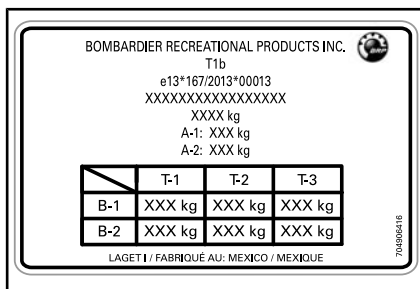 BOMBARDIER RECREATIONAL PRODUCTS INC.
BRP
T1b
e13*167/2013*00013
XXXXXXXXXXXXXXXXX
XXXX kg
A-1: XXX kg
A-2: XXX kg
T-1 T-2 T-3
B-1 XXX kg XXX kg XXX kg
B-2 XXX kg XXX kg XXX kg
LAGET I / FABRIQUÉ AU: MEXICO / MEXIQUE
704906416